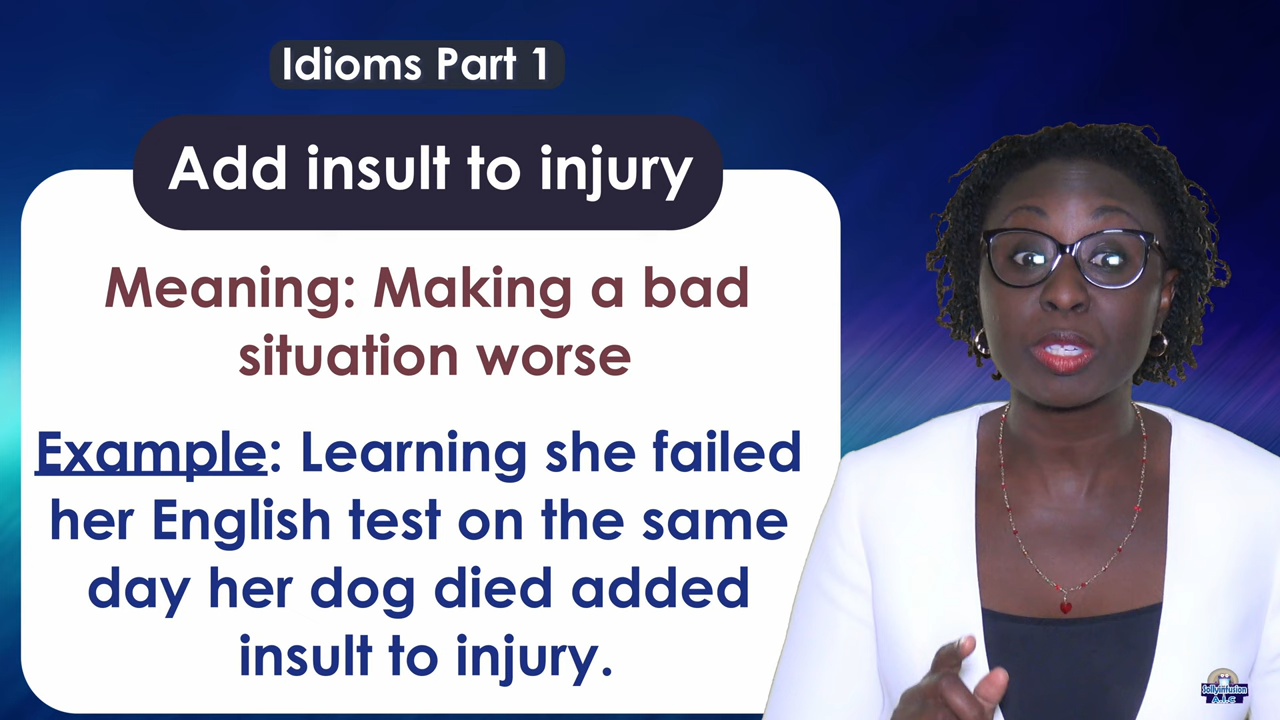 Idioms Part 1
Add insult to injury
Meaning: Making a bad
situation worse
Example: Learning she failed
her English test on the same
day her dog died added
insult to injury.
Sollyinfusion